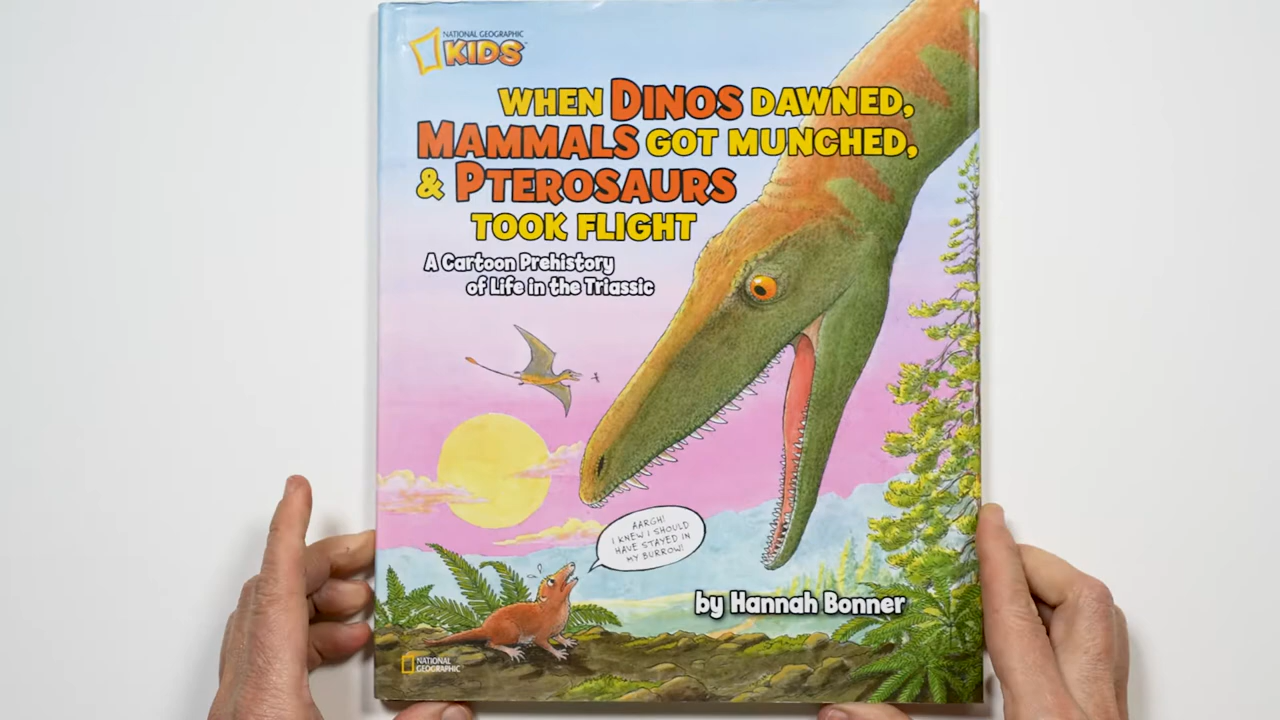 NATIONAL GEOGRAPHIC
KIDS™
WHEN DINOS DAWNED,
MAMMALS GOT MUNCHED,
& PTEROSAURS
TOOK FLIGHT
A Cartoon Prehistory
of Life in the Triassic
AARGH!
I KNEW I SHOULD
HAVE STAYED IN
MY BURROW!
by Hannah Bonner
NATIONAL
GEOGRAPHIC